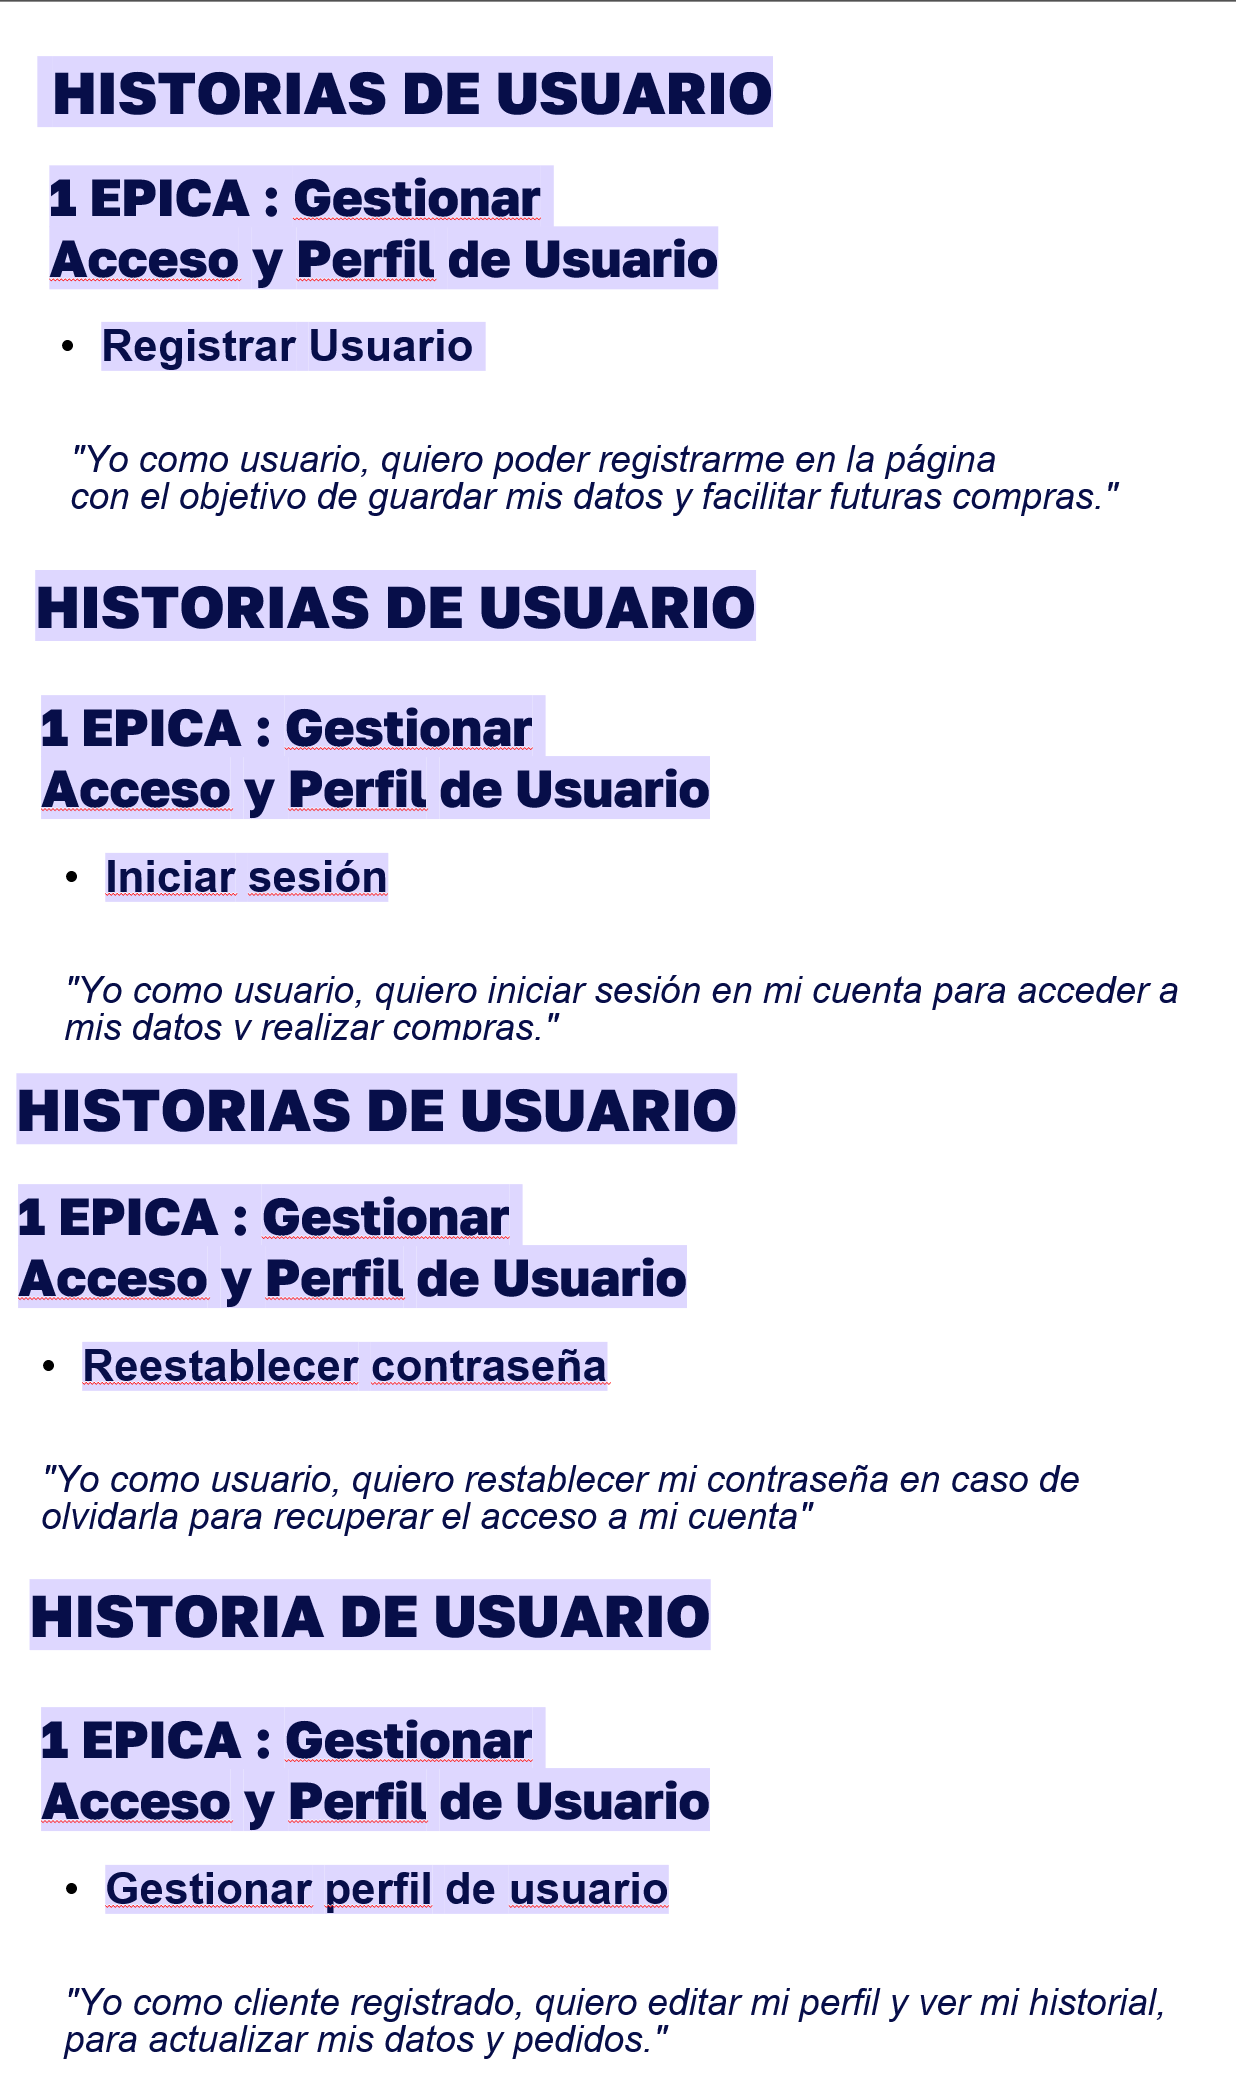 HISTORIAS DE USUARIO
1 EPICA : Gestionar
Acceso y Perfil de Usuario
• Registrar Usuario
"Yo como usuario, quiero poder registrarme en la página
con el objetivo de guardar mis datos y facilitar futuras compras."
HISTORIAS DE USUARIO
1 EPICA : Gestionar
Acceso y Perfil de Usuario
• Iniciar sesión
"Yo como usuario, quiero iniciar sesión en mi cuenta para acceder a
mis datos y realizar compras."
HISTORIAS DE USUARIO
1 EPICA : Gestionar
Acceso y Perfil de Usuario
• Reestablecer contraseña
"Yo como usuario, quiero restablecer mi contraseña en caso de
olvidarla para recuperar el acceso a mi cuenta"
HISTORIA DE USUARIO
1 EPICA : Gestionar
Acceso y Perfil de Usuario
• Gestionar perfil de usuario
"Yo como cliente registrado, quiero editar mi perfil y ver mi historial,
para actualizar mis datos y pedidos."